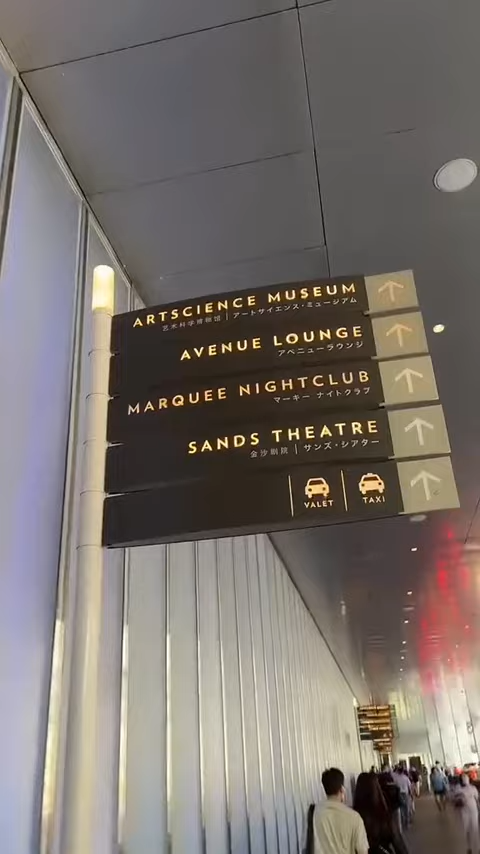 ARTSCIENCE MUSEUM
艺术科学博物馆 | アートサイエンス・ミュージアム
AVENUE LOUNGE
アベニューラウンジ
MARQUEE NIGHTCLUB
マーキー ナイトクラブ
SANDS THEATRE
金沙剧院 | サンズ・シアター
VALET TAXI